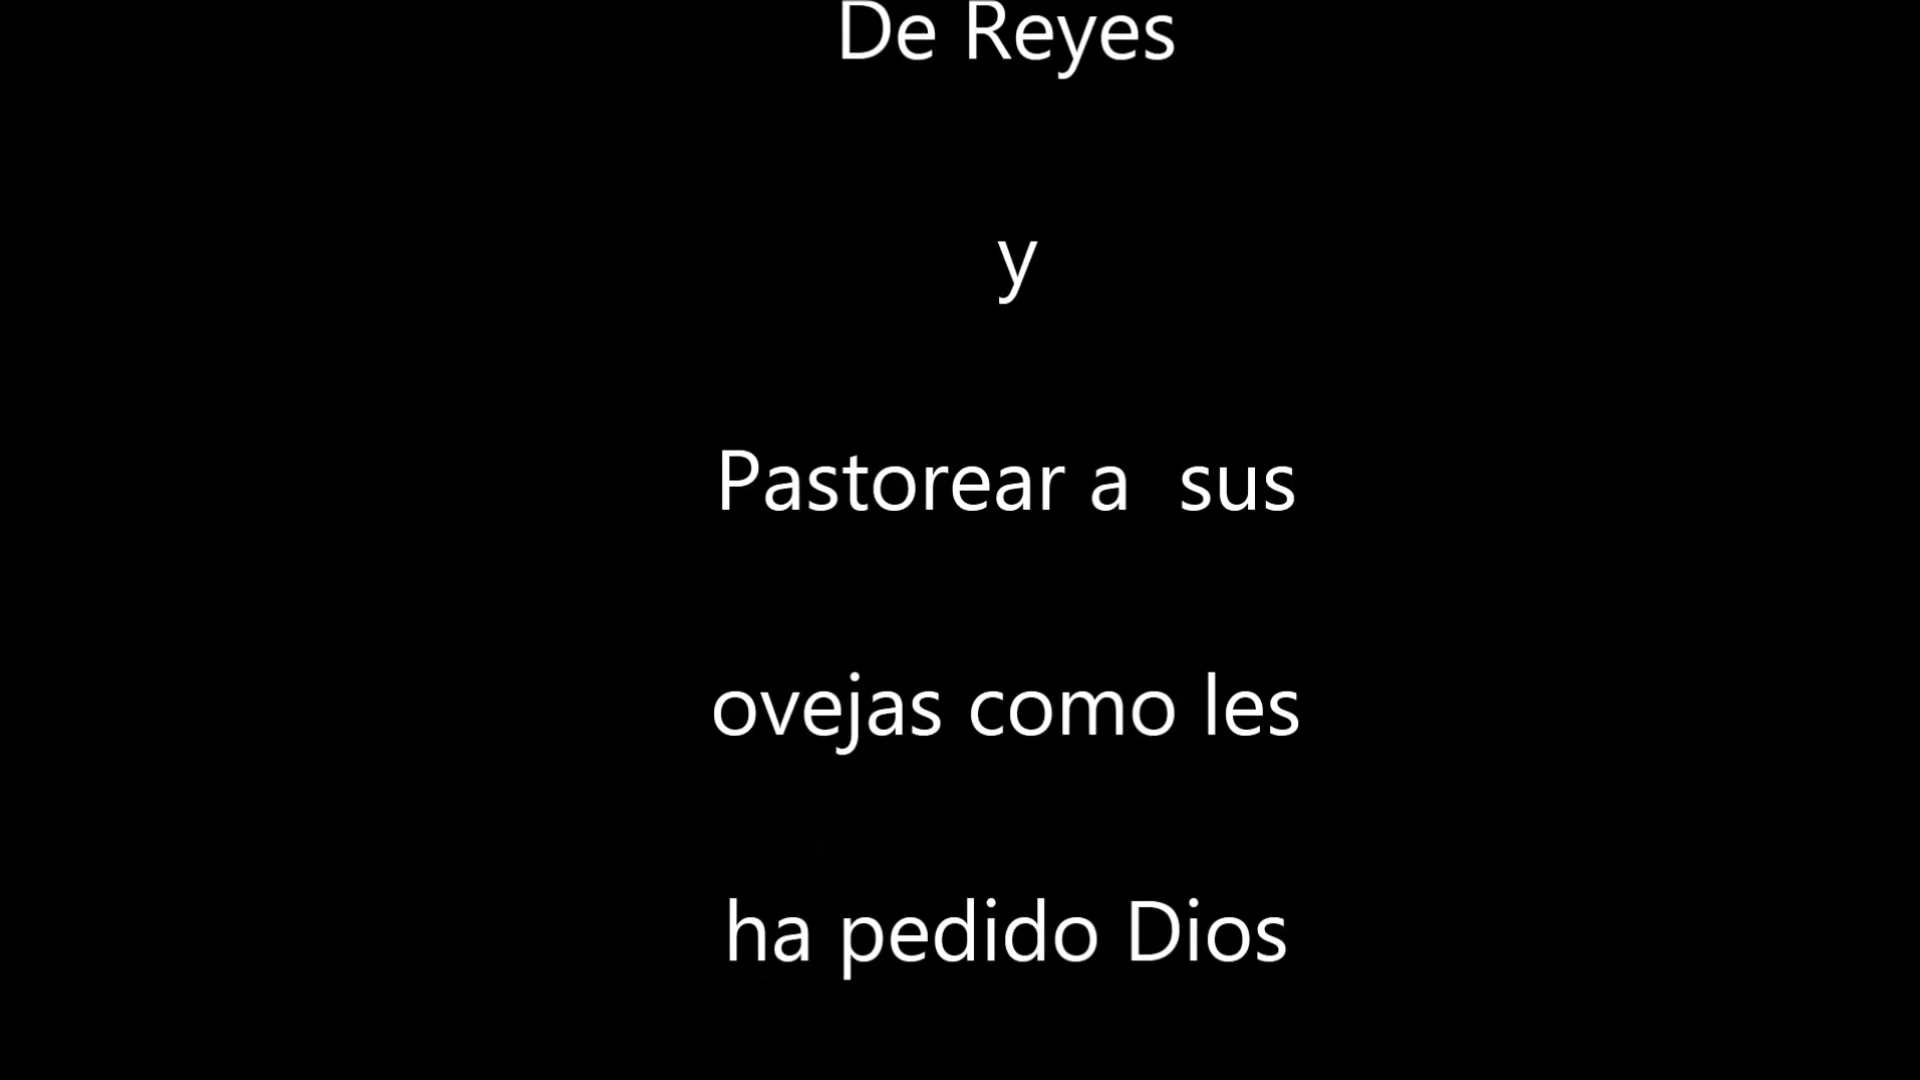 De Reyes
y
Pastorear a  sus
ovejas como les
ha pedido Dios